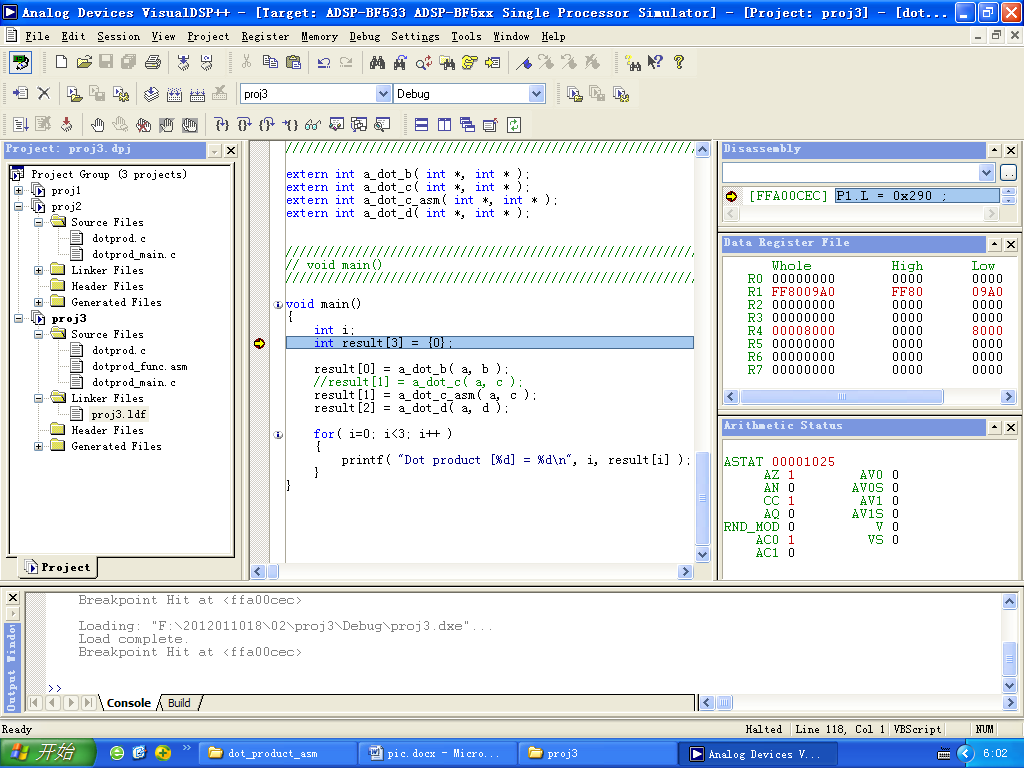 Analog Devices VisualDSP++ - [Target: ADSP-BF533 ADSP-BF5xx Single Processor Simulator] - [Project: proj3] - [dot...
File Edit Session View Project Register Memory Debug Settings Tools Window Help
proj3 Debug
Project: proj3.dpj
Project Group (3 projects)
proj1
proj2
Source Files
dotprod.c
dotprod_main.c
Linker Files
Header Files
Generated Files
proj3
Source Files
dotprod.c
dotprod_func.asm
dotprod_main.c
Linker Files
proj3.ldf
Header Files
Generated Files
Project
extern int a_dot_b( int *, int * );
extern int a_dot_c( int *, int * );
extern int a_dot_c_asm( int *, int * );
extern int a_dot_d( int *, int * );
// void main()
void main()
{
int i;
int result[3] = {0};
result[0] = a_dot_b( a, b );
//result[1] = a_dot_c( a, c );
result[1] = a_dot_c_asm( a, c );
result[2] = a_dot_d( a, d );
for( i=0; i<3; i++ )
{
printf( "Dot product [%d] = %d\n", i, result[i] );
}
}
Disassembly
...
[FFA00CEC] P1.L = 0x290 ;
Data Register File
Whole High Low
R0 00000000 0000 0000
R1 FF8009A0 FF80 09A0
R2 00000000 0000 0000
R3 00000000 0000 0000
R4 00008000 0000 8000
R5 00000000 0000 0000
R6 00000000 0000 0000
R7 00000000 0000 0000
Arithmetic Status
ASTAT 00001025
AZ 1 AV0 0
AN 0 AV0S 0
CC 1 AV1 0
AQ 0 AV1S 0
RND_MOD 0 V 0
AC0 1 VS 0
AC1 0
Output Window
Breakpoint Hit at <ffa00cec>
Loading: "F:\2012011018\02\proj3\Debug\proj3.dxe"...
Load complete.
Breakpoint Hit at <ffa00cec>
>>
Console Build
Ready Halted Line 118, Col 1 VBScript NUM
开始 dot_product_asm pic.docx - Micro... proj3 Analog Devices V... 6:02